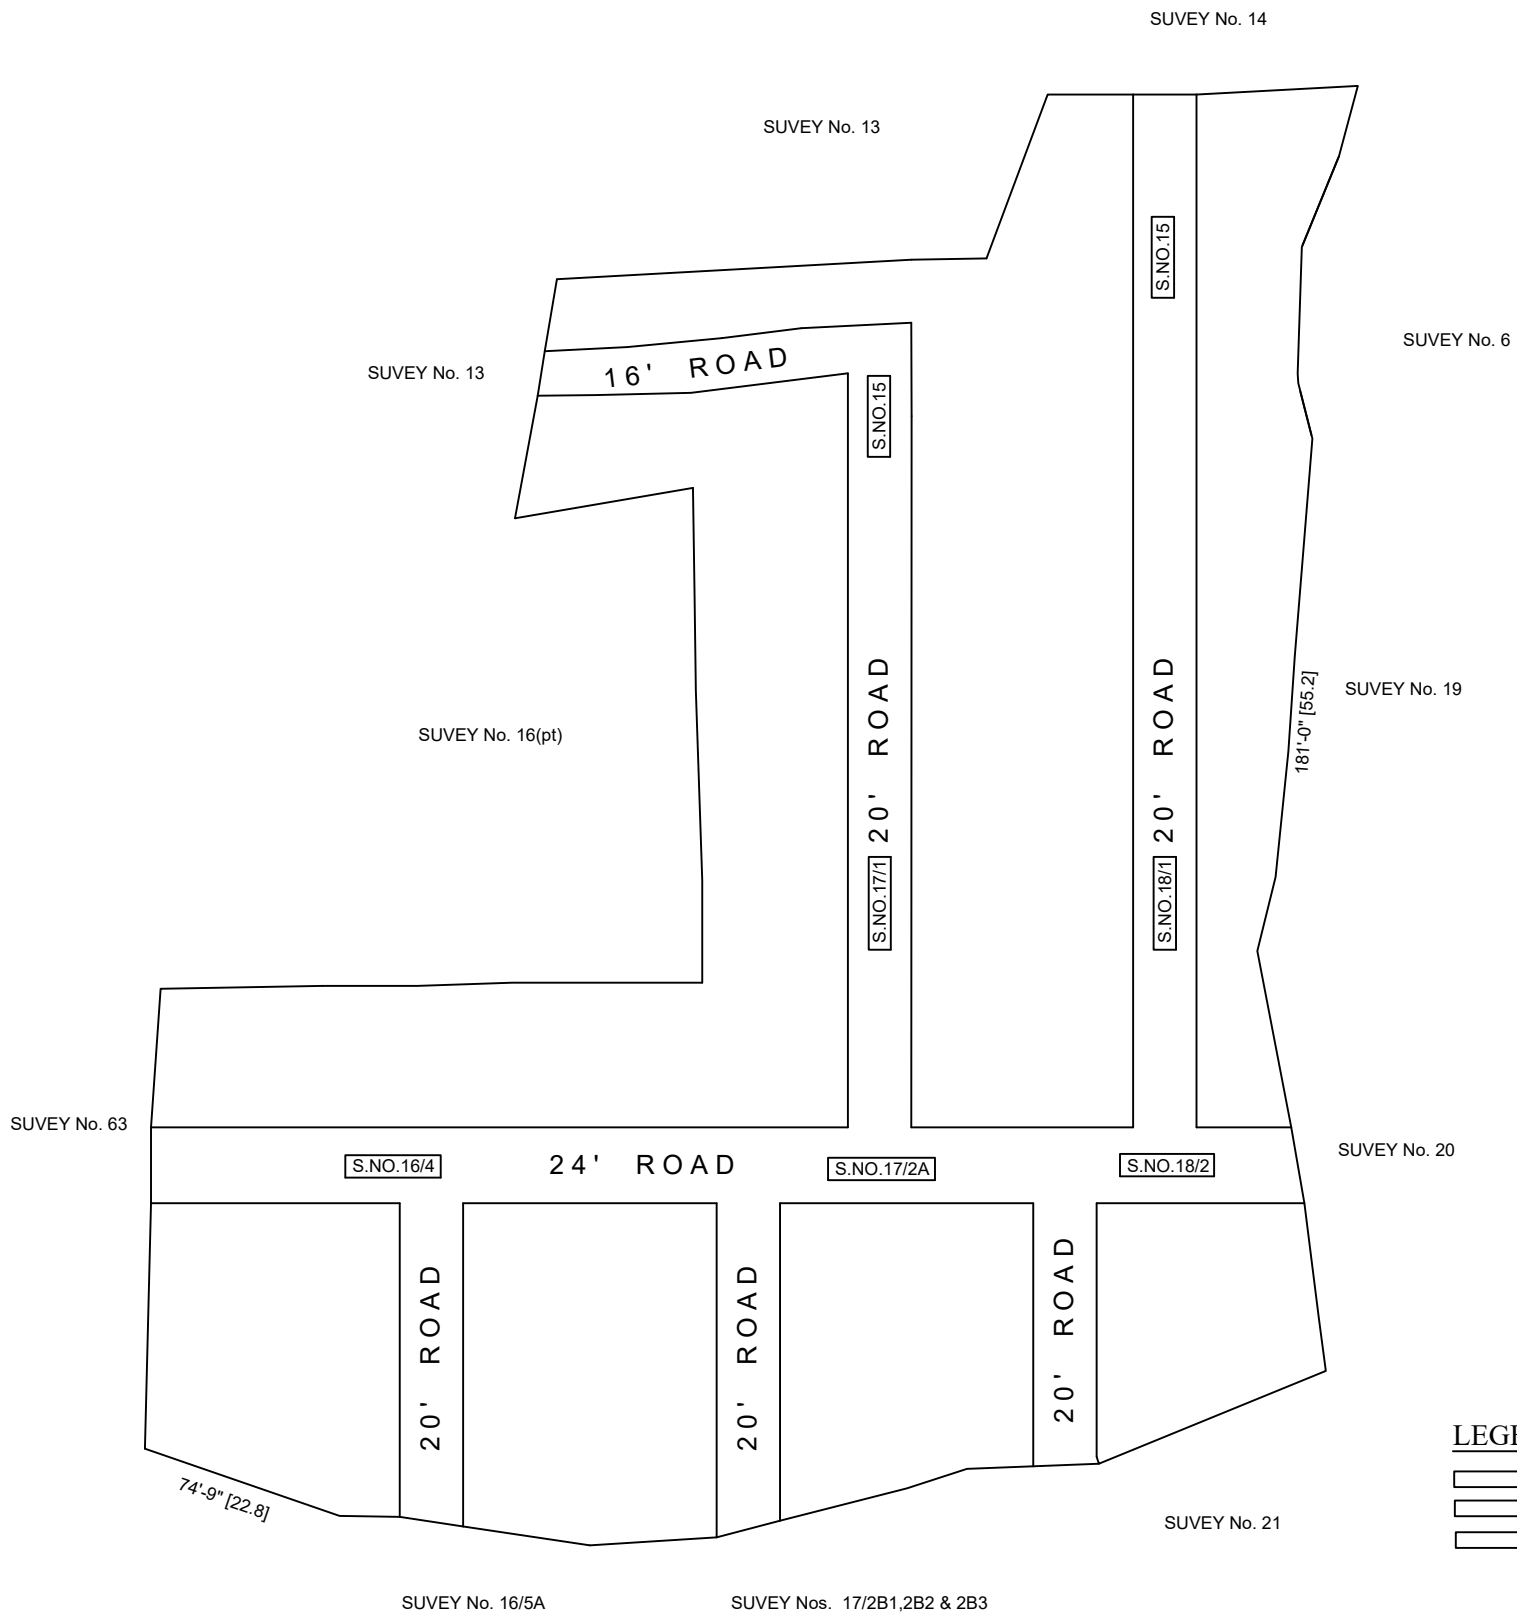 SUVEY No. 14
SUVEY No. 13
S.NO.15
SUVEY No. 6
SUVEY No. 13
16' ROAD
S.NO.15
20' ROAD
20' ROAD
SUVEY No. 19
181'-0" [55.2]
SUVEY No. 16(pt)
S.NO.17/1
S.NO.18/1
SUVEY No. 63
S.NO.16/4
24' ROAD
S.NO.17/2A
S.NO.18/2
SUVEY No. 20
20' ROAD
20' ROAD
20' ROAD
74'-9" [22.8]
SUVEY No. 21
SUVEY No. 16/5A
SUVEY Nos. 17/2B1,2B2 & 2B3